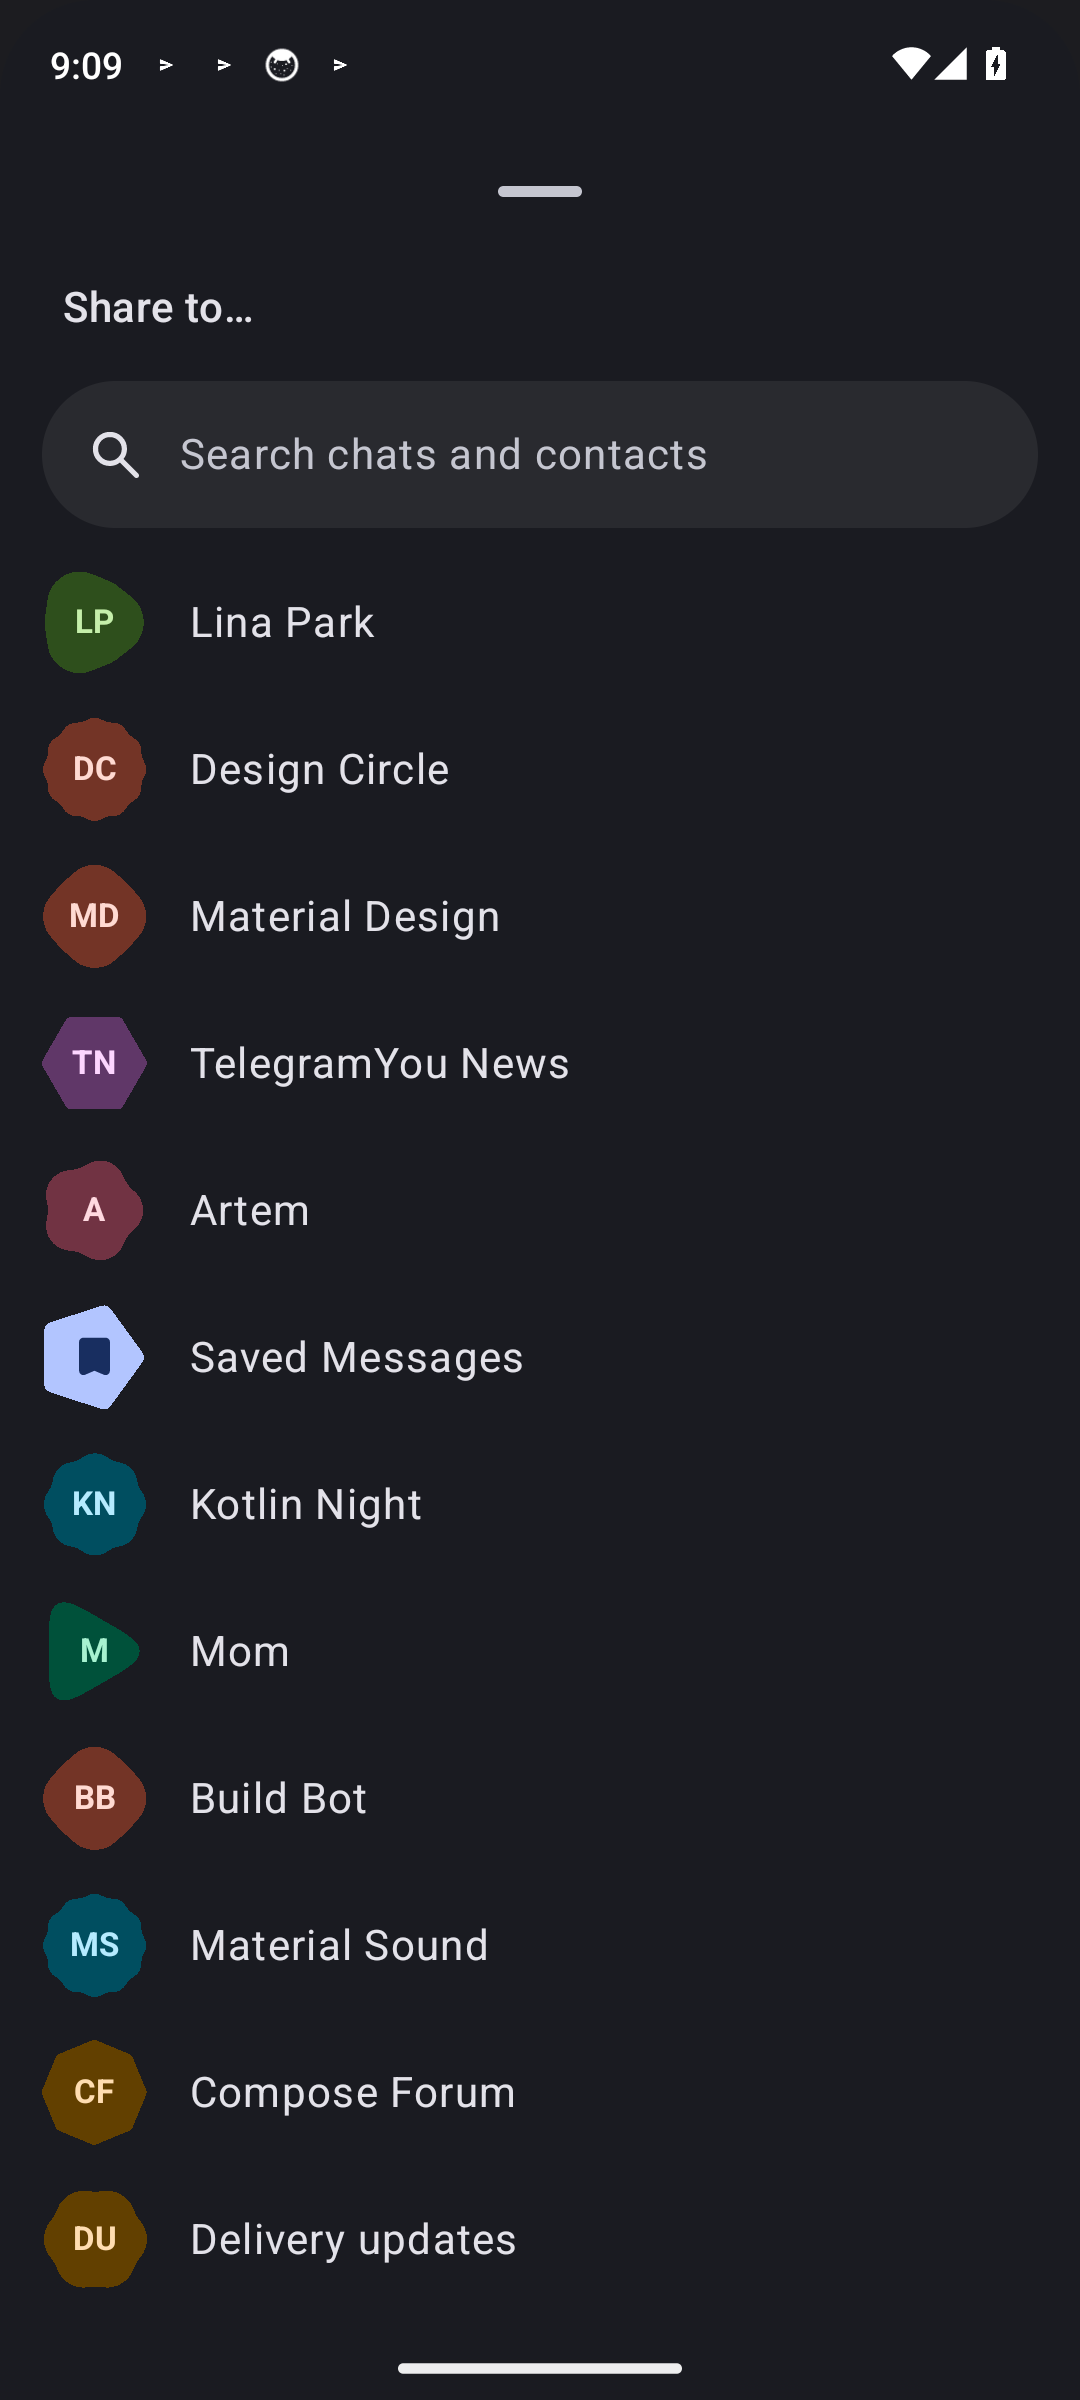 9:09
Share to…
Search chats and contacts
LP
Lina Park
DC
Design Circle
MD
Material Design
TN
TelegramYou News
A
Artem
Saved Messages
KN
Kotlin Night
M
Mom
BB
Build Bot
MS
Material Sound
CF
Compose Forum
DU
Delivery updates